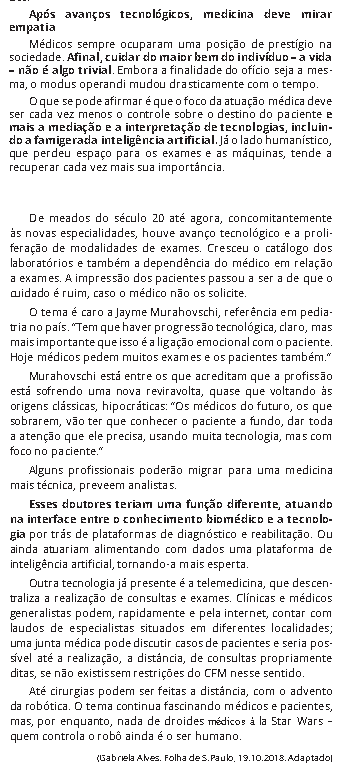 Após avanços tecnológicos, medicina deve mirar
empatia
Médicos sempre ocuparam uma posição de prestígio na
sociedade. Afinal, cuidar do maior bem do indivíduo – a vida
– não é algo trivial. Embora a finalidade do ofício seja a mes-
ma, o modus operandi mudou drasticamente com o tempo.
O que se pode afirmar é que o foco da atuação médica deve
ser cada vez menos o controle sobre o destino do paciente e
mais a mediação e a interpretação de tecnologias, incluin-
do a famigerada inteligência artificial. Já o lado humanístico,
que perdeu espaço para os exames e as máquinas, tende a
recuperar cada vez mais sua importância.
De meados do século 20 até agora, concomitantemente
às novas especialidades, houve avanço tecnológico e a proli-
feração de modalidades de exames. Cresceu o catálogo dos
laboratórios e também a dependência do médico em relação
a exames. A impressão dos pacientes passou a ser a de que o
cuidado é ruim, caso o médico não os solicite.
O tema é caro a Jayme Murahovschi, referência em pedia-
tria no país. “Tem que haver progressão tecnológica, claro, mas
mais importante que isso é a ligação emocional com o paciente.
Hoje médicos pedem muitos exames e os pacientes também.”
Murahovschi está entre os que acreditam que a profissão
está sofrendo uma nova reviravolta, quase que voltando às
origens clássicas, hipocráticas: “Os médicos do futuro, os que
sobrarem, vão ter que conhecer o paciente a fundo, dar toda
a atenção que ele precisa, usando muita tecnologia, mas com
foco no paciente.”
Alguns profissionais poderão migrar para uma medicina
mais técnica, preveem analistas.
Esses doutores teriam uma função diferente, atuando
na interface entre o conhecimento biomédico e a tecnolo-
gia por trás de plataformas de diagnóstico e reabilitação. Ou
ainda atuariam alimentando com dados uma plataforma de
inteligência artificial, tornando-a mais esperta.
Outra tecnologia já presente é a telemedicina, que descen-
traliza a realização de consultas e exames. Clínicas e médicos
generalistas podem, rapidamente e pela internet, contar com
laudos de especialistas situados em diferentes localidades;
uma junta médica pode discutir casos de pacientes e seria pos-
sível até a realização, a distância, de consultas propriamente
ditas, se não existissem restrições do CFM nesse sentido.
Até cirurgias podem ser feitas a distância, com o advento
da robótica. O tema continua fascinando médicos e pacientes,
mas, por enquanto, nada de droides médicos à la Star Wars –
quem controla o robô ainda é o ser humano.
(Gabriela Alves. Folha de S.Paulo, 19.10.2018. Adaptado)